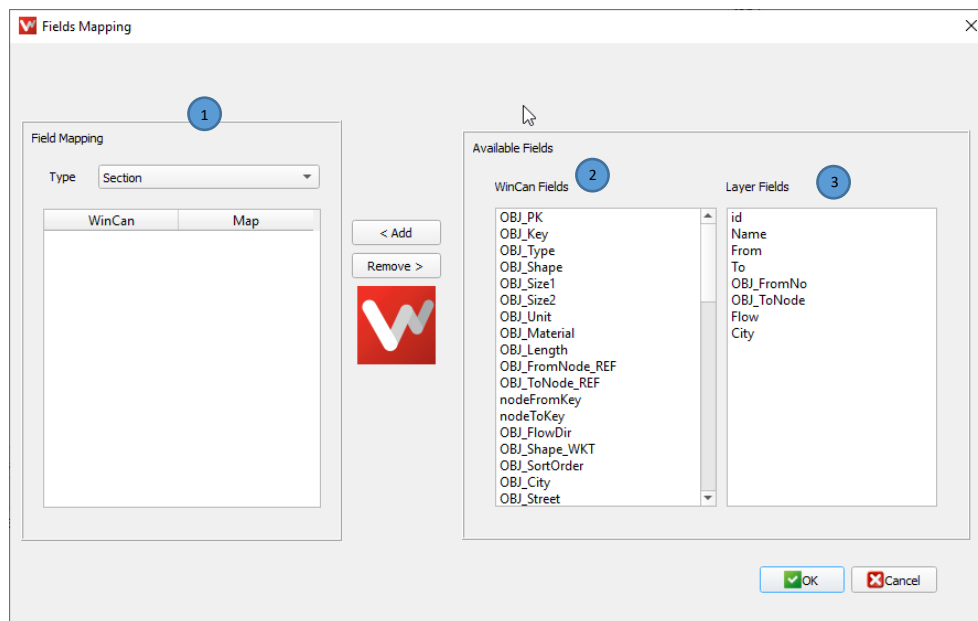 Fields Mapping
1
Field Mapping
Type Section
WinCan Map
< Add
Remove >
Available Fields
WinCan Fields
2
OBJ_PK
OBJ_Key
OBJ_Type
OBJ_Shape
OBJ_Size1
OBJ_Size2
OBJ_Unit
OBJ_Material
OBJ_Length
OBJ_FromNode_REF
OBJ_ToNode_REF
nodeFromKey
nodeToKey
OBJ_FlowDir
OBJ_Shape_WKT
OBJ_SortOrder
OBJ_City
OBJ_Street
Layer Fields
3
id
Name
From
To
OBJ_FromNo
OBJ_ToNode
Flow
City
OK
Cancel